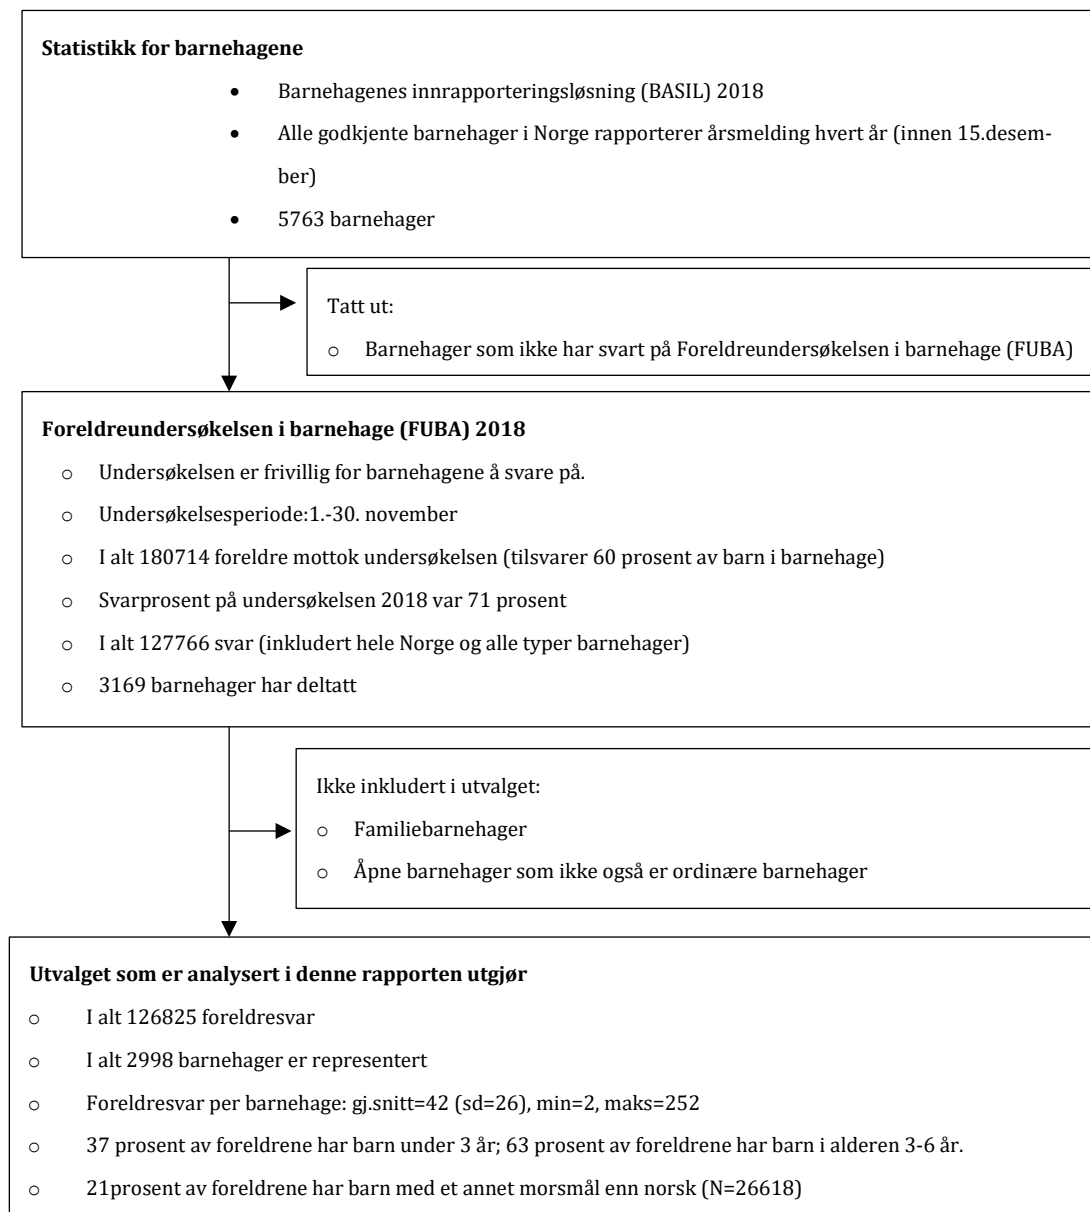 Statistikk for barnehagene
• Barnehagenes innrapporteringsløsning (BASIL) 2018
• Alle godkjente barnehager i Norge rapporterer årsmelding hvert år (innen 15.desem-
ber)
• 5763 barnehager
Tatt ut:
o Barnehager som ikke har svart på Foreldreundersøkelsen i barnehage (FUBA)
Foreldreundersøkelsen i barnehage (FUBA) 2018
o Undersøkelsen er frivillig for barnehagene å svare på.
o Undersøkelsesperiode:1.-30. november
o I alt 180714 foreldre mottok undersøkelsen (tilsvarer 60 prosent av barn i barnehage)
o Svarprosent på undersøkelsen 2018 var 71 prosent
o I alt 127766 svar (inkludert hele Norge og alle typer barnehager)
o 3169 barnehager har deltatt
Ikke inkludert i utvalget:
o Familiebarnehager
o Åpne barnehager som ikke også er ordinære barnehager
Utvalget som er analysert i denne rapporten utgjør
o I alt 126825 foreldresvar
o I alt 2998 barnehager er representert
o Foreldresvar per barnehage: gj.snitt=42 (sd=26), min=2, maks=252
o 37 prosent av foreldrene har barn under 3 år; 63 prosent av foreldrene har barn i alderen 3-6 år.
o 21prosent av foreldrene har barn med et annet morsmål enn norsk (N=26618)